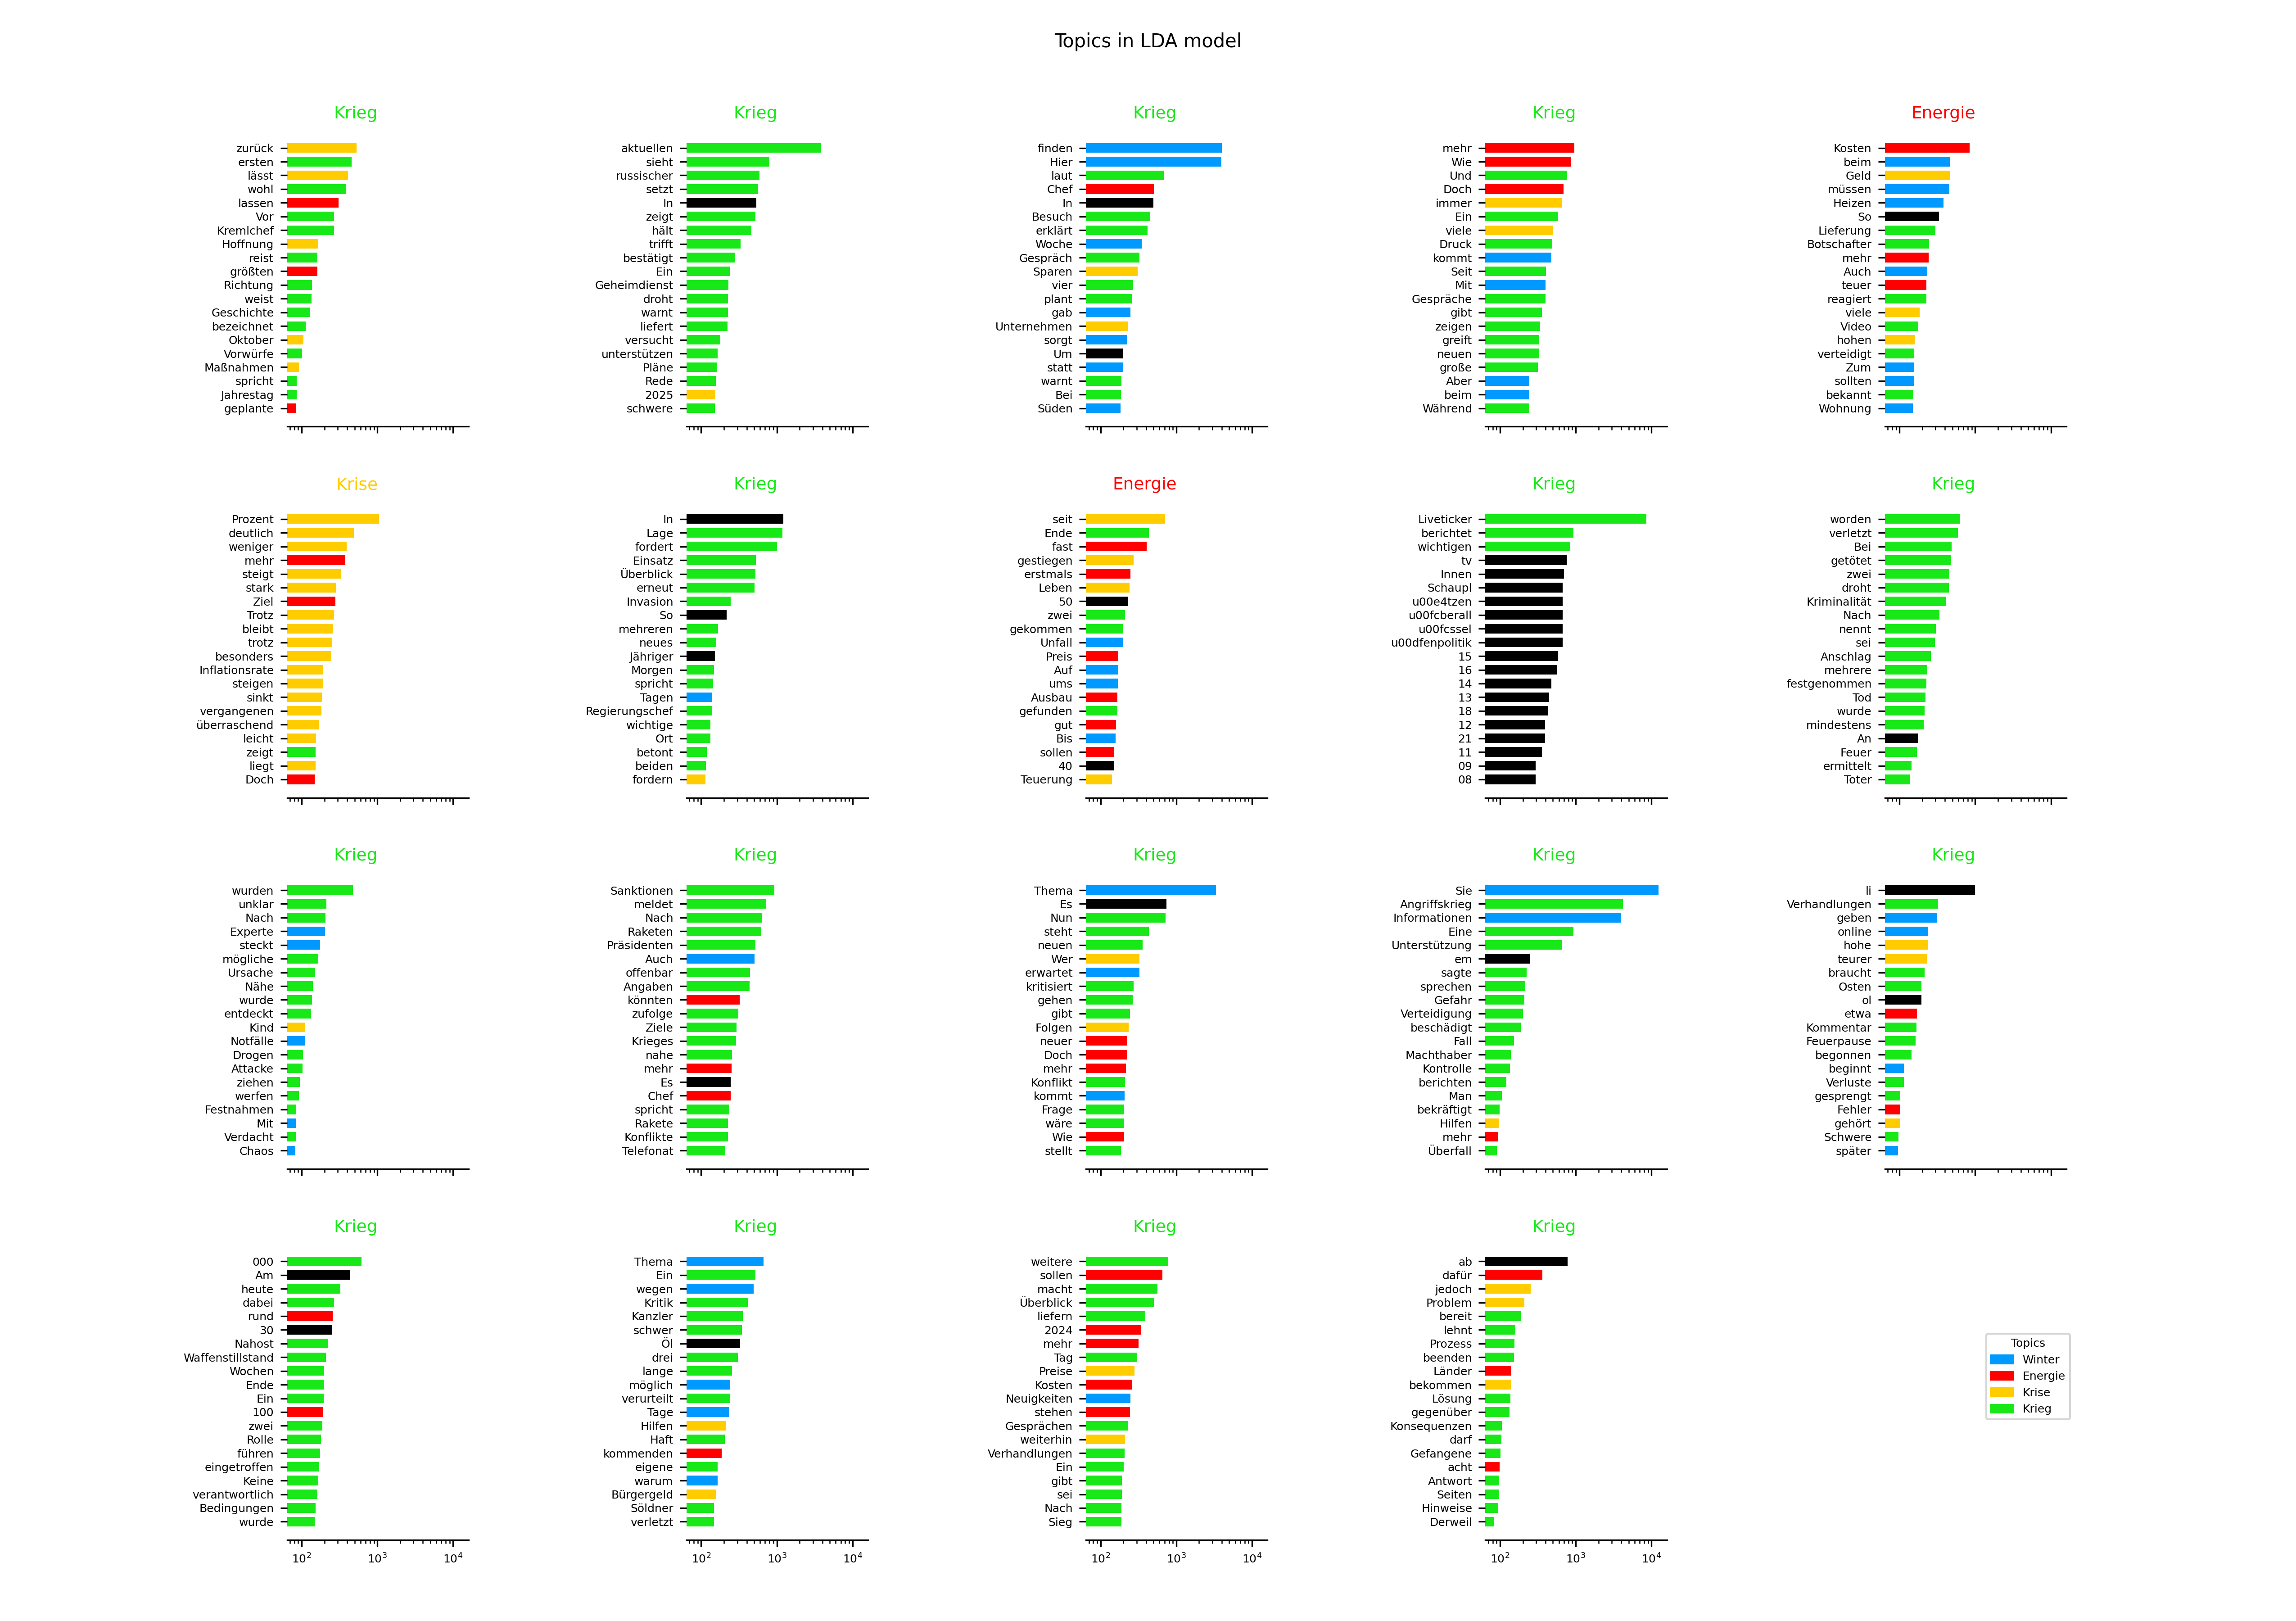 Topics in LDA model
Krieg
zurück
ersten
lässt
wohl
lassen
Vor
Kremlchef
Hoffnung
reist
größten
Richtung
weist
Geschichte
bezeichnet
Oktober
Vorwürfe
Maßnahmen
spricht
Jahrestag
geplante
Krieg
aktuellen
sieht
russischer
setzt
In
zeigt
hält
trifft
bestätigt
Ein
Geheimdienst
droht
warnt
liefert
versucht
unterstützen
Pläne
Rede
2025
schwere
Krieg
finden
Hier
laut
Chef
In
Besuch
erklärt
Woche
Gespräch
Sparen
vier
plant
gab
Unternehmen
sorgt
Um
statt
warnt
Bei
Süden
Krieg
mehr
Wie
Und
Doch
immer
Ein
viele
Druck
kommt
Seit
Mit
Gespräche
gibt
zeigen
greift
neuen
große
Aber
beim
Während
Energie
Kosten
beim
Geld
müssen
Heizen
So
Lieferung
Botschafter
mehr
Auch
teuer
reagiert
viele
Video
hohen
verteidigt
Zum
sollten
bekannt
Wohnung
Krise
Prozent
deutlich
weniger
mehr
steigt
stark
Ziel
Trotz
bleibt
trotz
besonders
Inflationsrate
steigen
sinkt
vergangenen
überraschend
leicht
zeigt
liegt
Doch
Krieg
In
Lage
fordert
Einsatz
Überblick
erneut
Invasion
So
mehreren
neues
Jähriger
Morgen
spricht
Tagen
Regierungschef
wichtige
Ort
betont
beiden
fordern
Energie
seit
Ende
fast
gestiegen
erstmals
Leben
50
zwei
gekommen
Unfall
Preis
Auf
ums
Ausbau
gefunden
gut
Bis
sollen
40
Teuerung
Krieg
Liveticker
berichtet
wichtigen
tv
Innen
Schaupl
u00e4tzen
u00fcberall
u00fcssel
u00dfenpolitik
15
16
14
13
18
12
21
11
09
08
Krieg
worden
verletzt
Bei
getötet
zwei
droht
Kriminalität
Nach
nennt
sei
Anschlag
mehrere
festgenommen
Tod
wurde
mindestens
An
Feuer
ermittelt
Toter
Krieg
wurden
unklar
Nach
Experte
steckt
mögliche
Ursache
Nähe
wurde
entdeckt
Kind
Notfälle
Drogen
Attacke
ziehen
werfen
Festnahmen
Mit
Verdacht
Chaos
Krieg
Sanktionen
meldet
Nach
Raketen
Präsidenten
Auch
offenbar
Angaben
könnten
zufolge
Ziele
Krieges
nahe
mehr
Es
Chef
spricht
Rakete
Konflikte
Telefonat
Krieg
Thema
Es
Nun
steht
neuen
Wer
erwartet
kritisiert
gehen
gibt
Folgen
neuer
Doch
mehr
Konflikt
kommt
Frage
wäre
Wie
stellt
Krieg
Sie
Angriffskrieg
Informationen
Eine
Unterstützung
em
sagte
sprechen
Gefahr
Verteidigung
beschädigt
Fall
Machthaber
Kontrolle
berichten
Man
bekräftigt
Hilfen
mehr
Überfall
Krieg
li
Verhandlungen
geben
online
hohe
teurer
braucht
Osten
ol
etwa
Kommentar
Feuerpause
begonnen
beginnt
Verluste
gesprengt
Fehler
gehört
Schwere
später
Krieg
000
Am
heute
dabei
rund
30
Nahost
Waffenstillstand
Wochen
Ende
Ein
100
zwei
Rolle
führen
eingetroffen
Keine
verantwortlich
Bedingungen
wurde
10² 10³ 10⁴
Krieg
Thema
Ein
wegen
Kritik
Kanzler
schwer
Öl
drei
lange
möglich
verurteilt
Tage
Hilfen
Haft
kommenden
eigene
warum
Bürgergeld
Söldner
verletzt
10² 10³ 10⁴
Krieg
weitere
sollen
macht
Überblick
liefern
2024
mehr
Tag
Preise
Kosten
Neuigkeiten
stehen
Gesprächen
weiterhin
Verhandlungen
Ein
gibt
sei
Nach
Sieg
10² 10³ 10⁴
Krieg
ab
dafür
jedoch
Problem
bereit
lehnt
Prozess
beenden
Länder
bekommen
Lösung
gegenüber
Konsequenzen
darf
Gefangene
acht
Antwort
Seiten
Hinweise
Derweil
10² 10³ 10⁴
Topics
Winter
Energie
Krise
Krieg